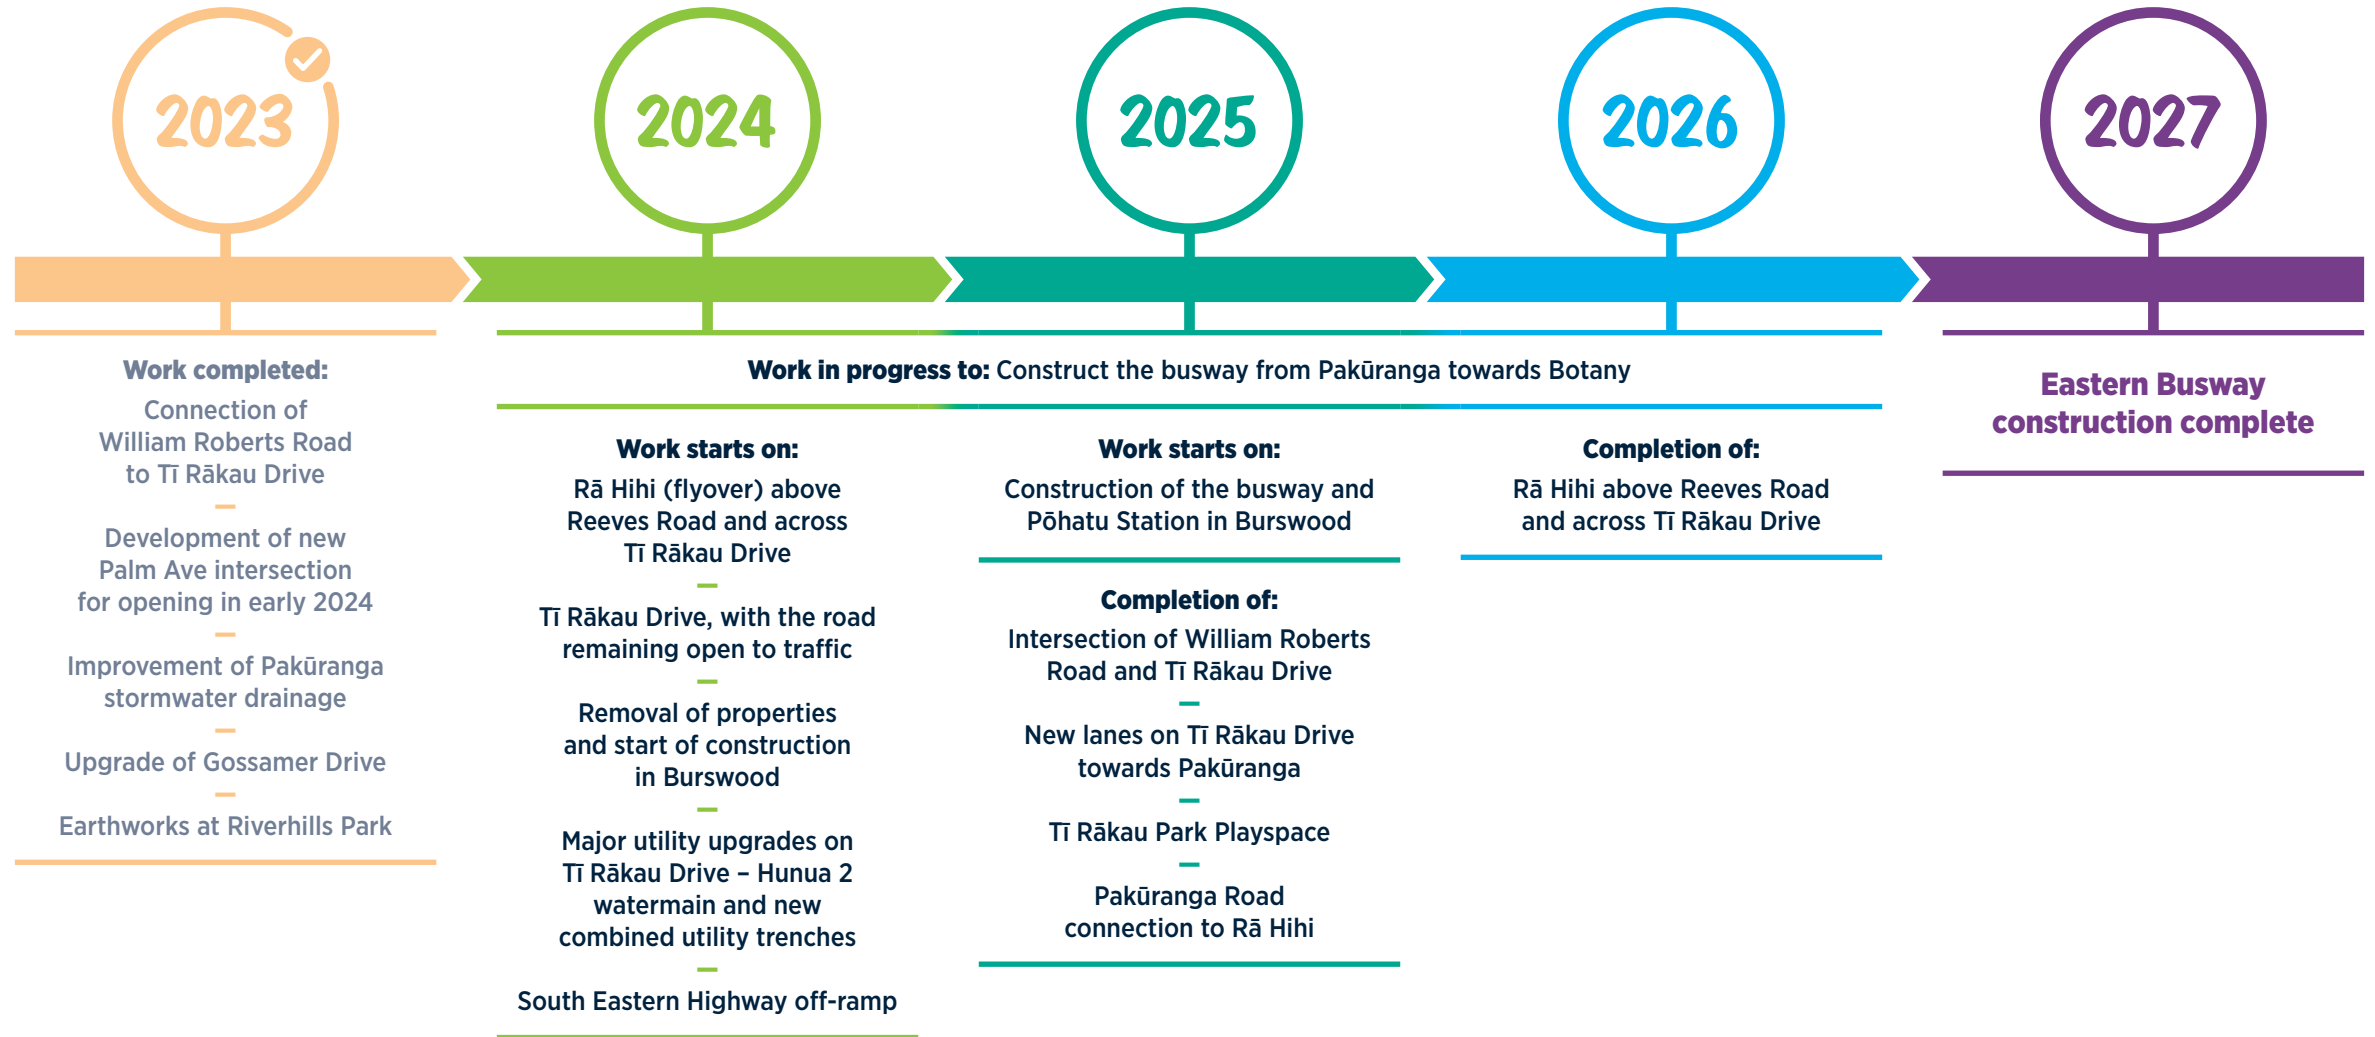 2023
2024
2025
2026
2027
Work completed:
Connection of
William Roberts Road
to Tī Rākau Drive
Development of new
Palm Ave intersection
for opening in early 2024
Improvement of Pakūranga
stormwater drainage
Upgrade of Gossamer Drive
Earthworks at Riverhills Park
Work in progress to: Construct the busway from Pakūranga towards Botany
Work starts on:
Rā Hihi (flyover) above
Reeves Road and across
Tī Rākau Drive
Tī Rākau Drive, with the road
remaining open to traffic
Removal of properties
and start of construction
in Burswood
Major utility upgrades on
Tī Rākau Drive – Hunua 2
watermain and new
combined utility trenches
South Eastern Highway off-ramp
Work starts on:
Construction of the busway and
Pōhatu Station in Burswood
Completion of:
Intersection of William Roberts
Road and Tī Rākau Drive
New lanes on Tī Rākau Drive
towards Pakūranga
Tī Rākau Park Playspace
Pakūranga Road
connection to Rā Hihi
Completion of:
Rā Hihi above Reeves Road
and across Tī Rākau Drive
Eastern Busway
construction complete